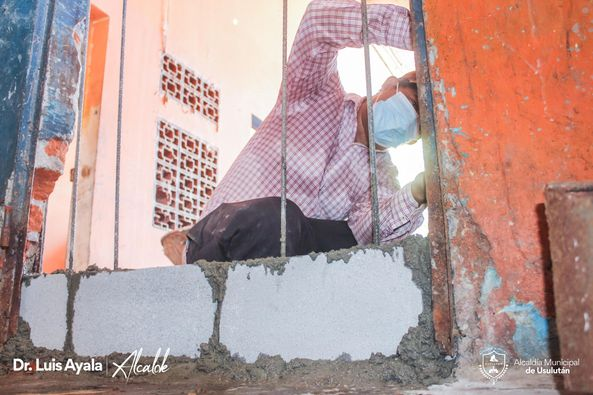 Dr. Luis Ayala | Alcalde
Alcaldía Municipal
de Usulután